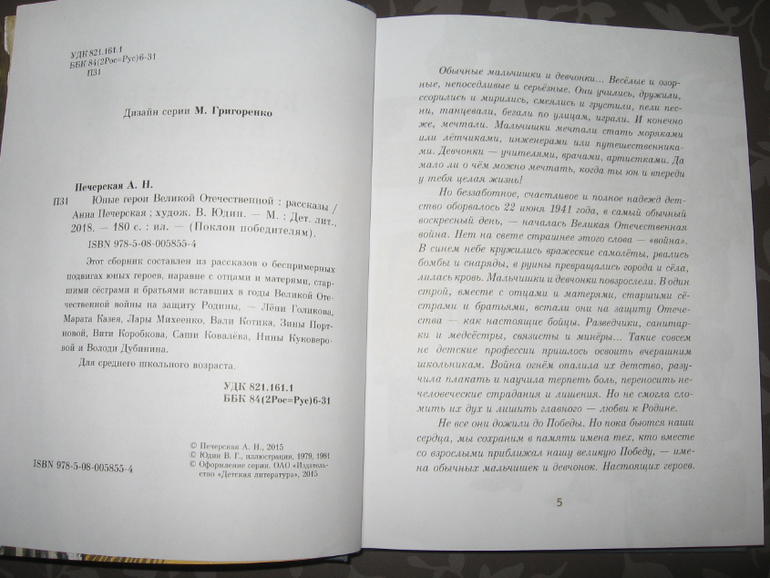 УДК 821.161.1
ББК 84(2Рос=Рус)6-31
П31
Дизайн серии М. Григоренко
Печерская А. Н.
П31 Юные герои Великой Отечественной : рассказы /
Анна Печерская ; худож. В. Юдин. — М. : Дет. лит.,
2018. — 180 с. : ил. — (Поклон победителям).
ISBN 978-5-08-005855-4
Этот сборник составлен из рассказов о беспримерных
подвигах юных героев, наравне с отцами и матерями, стар-
шими сёстрами и братьями вставших в годы Великой Оте-
чественной войны на защиту Родины, — Лёни Голикова,
Марата Казея, Лары Михеенко, Вали Котика, Зины Порт-
новой, Вити Коробкова, Саши Ковалёва, Нины Куковеро-
вой и Володи Дубинина.
Для среднего школьного возраста.
УДК 821.161.1
ББК 84(2Рос=Рус)6-31
© Печерская А. Н., 2015
© Юдин В. Г., иллюстрации, 1979, 1981
© Оформление серии. ОАО «Издатель-
ство «Детская литература», 2015
ISBN 978-5-08-005855-4
Обычные мальчишки и девчонки... Весёлые и озор-
ные, непоседливые и серьёзные. Они учились, дружили,
ссорились и мирились, смеялись и грустили, пели пес-
ни, танцевали, бегали по улицам, играли. И конечно
же, мечтали. Мальчишки мечтали стать моряками
или лётчиками, инженерами или путешественника-
ми. Девчонки — учителями, врачами, артистками. Да
мало ли о чём можно мечтать, когда ты юн и впереди
у тебя целая жизнь!
Но беззаботное, счастливое и полное надежд дет-
ство оборвалось 22 июня 1941 года, в самый обычный
воскресный день, — началась Великая Отечественная
война. Нет на свете страшнее этого слова — «война».
В синем небе кружились вражеские самолёты, рвались
бомбы и снаряды, в руины превращались города и сёла,
лилась кровь. Мальчишки и девчонки повзрослели. В один
строй, вместе с отцами и матерями, старшими сё-
страми и братьями, встали они на защиту Отече-
ства — как настоящие бойцы. Разведчики, санитар-
ки и медсёстры, связисты и минёры... Такие совсем
не детские профессии пришлось освоить вчерашним
школьникам. Война огнём опалила их детство, разу-
чила плакать и научила терпеть боль, переносить не-
человеческие страдания и лишения. Но не смогла сло-
мить их дух и лишить главного — любви к Родине.
Не все они дожили до Победы. Но пока бьются наши
сердца, мы сохраним в памяти имена тех, кто вместе
со взрослыми приближал нашу великую Победу, — име-
на обычных мальчишек и девчонок. Настоящих героев.
5